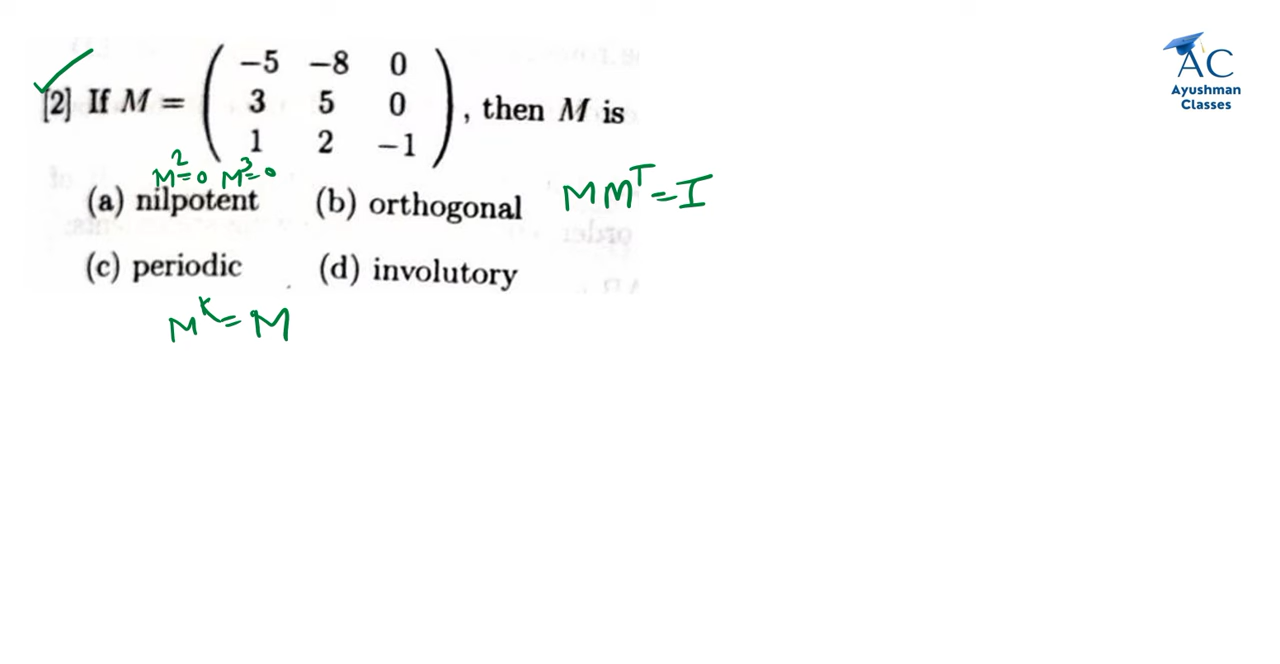 AC
Ayushman
Classes
-5 -8 0
[2] If M = 3 5 0 , then M is
1 2 -1
M²=0 M³=0
(a) nilpotent (b) orthogonal MMᵀ=I
(c) periodic (d) involutory
Mᴷ=M